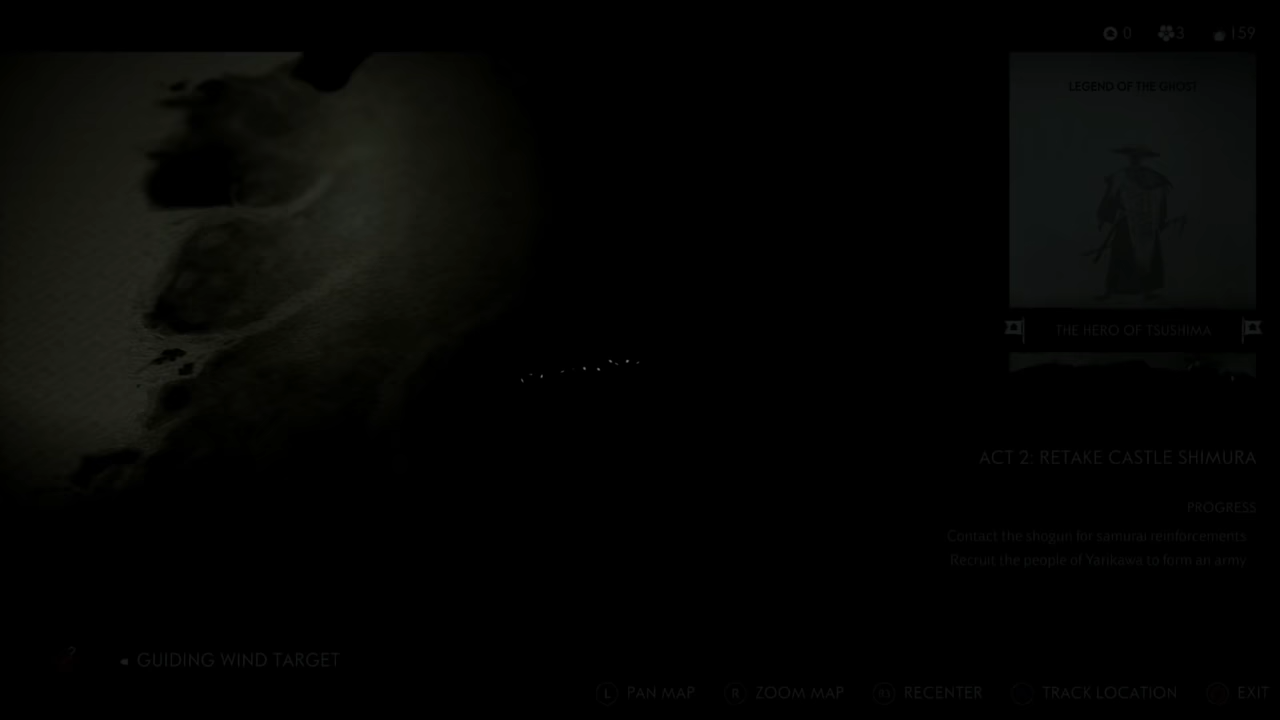 0 3 159
LEGEND OF THE GHOST
THE HERO OF TSUSHIMA
ACT 2: RETAKE CASTLE SHIMURA
PROGRESS
Contact the shogun for samurai reinforcements
Recruit the people of Yarikawa to form an army
? GUIDING WIND TARGET
L PAN MAP R ZOOM MAP R3 RECENTER TRACK LOCATION EXIT